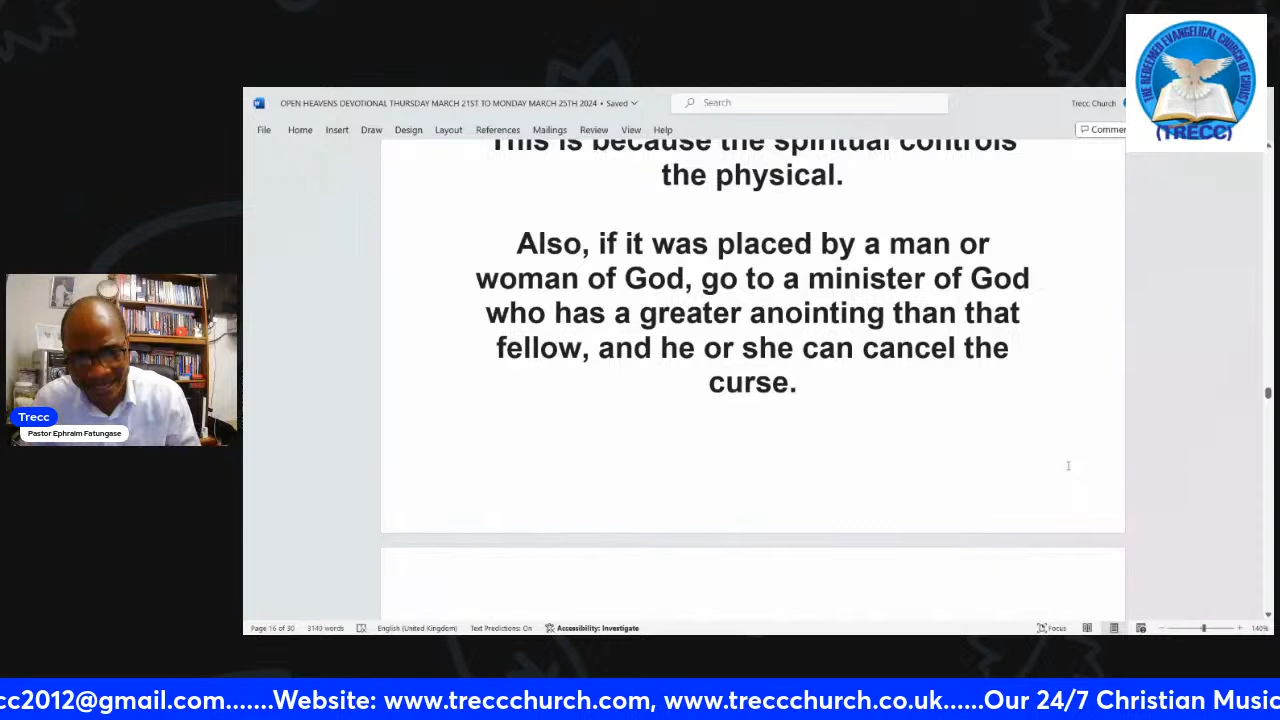 THE REDEEMED EVANGELICAL CHURCH OF CHRIST
(TRECC)
OPEN HEAVENS DEVOTIONAL THURSDAY MARCH 21ST TO MONDAY MARCH 25TH 2024 • Saved
Search
Trecc Church
File Home Insert Draw Design Layout References Mailings Review View Help
Commen
This is because the spiritual controls
the physical.
Also, if it was placed by a man or
woman of God, go to a minister of God
who has a greater anointing than that
fellow, and he or she can cancel the
curse.
Trecc
Pastor Ephraim Fatungase
Page 16 of 30 3140 words English (United Kingdom) Text Predictions: On Accessibility: Investigate Focus 140%
cc2012@gmail.com.......Website: www.treccchurch.com, www.treccchurch.co.uk......Our 24/7 Christian Music